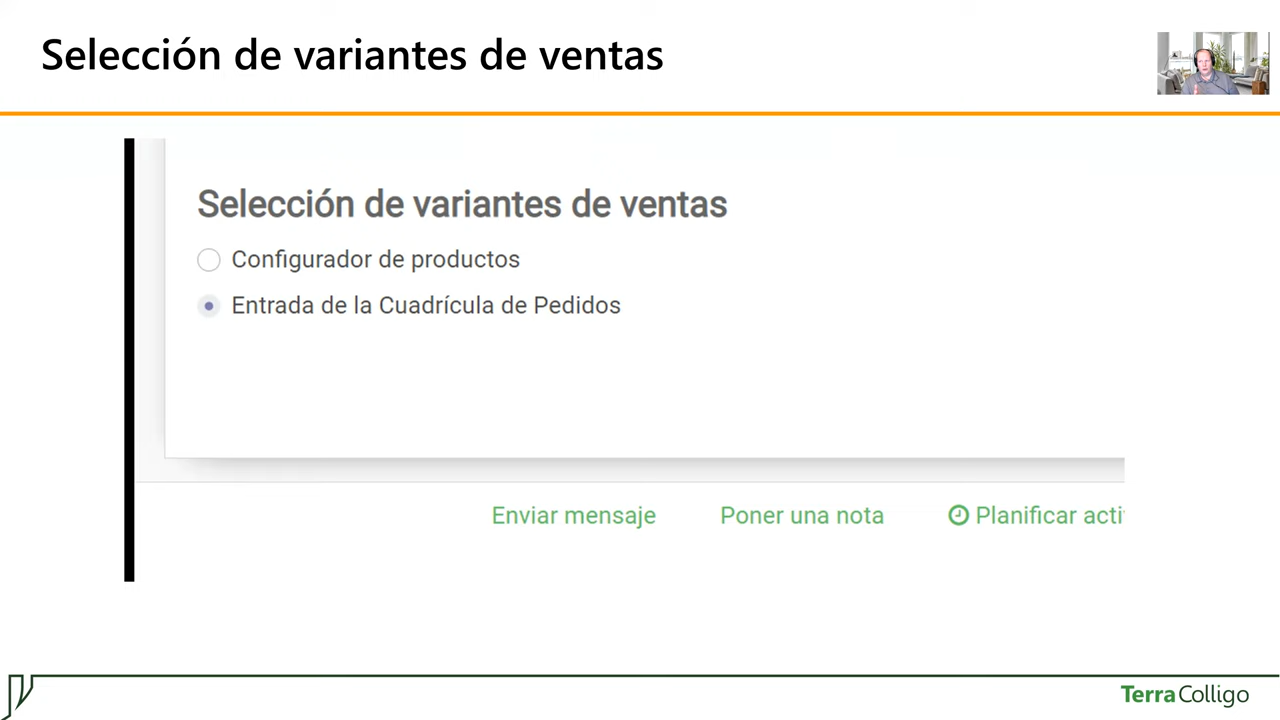 Selección de variantes de ventas
Selección de variantes de ventas
Configurador de productos
Entrada de la Cuadrícula de Pedidos
Enviar mensaje Poner una nota Planificar acti
TerraColligo